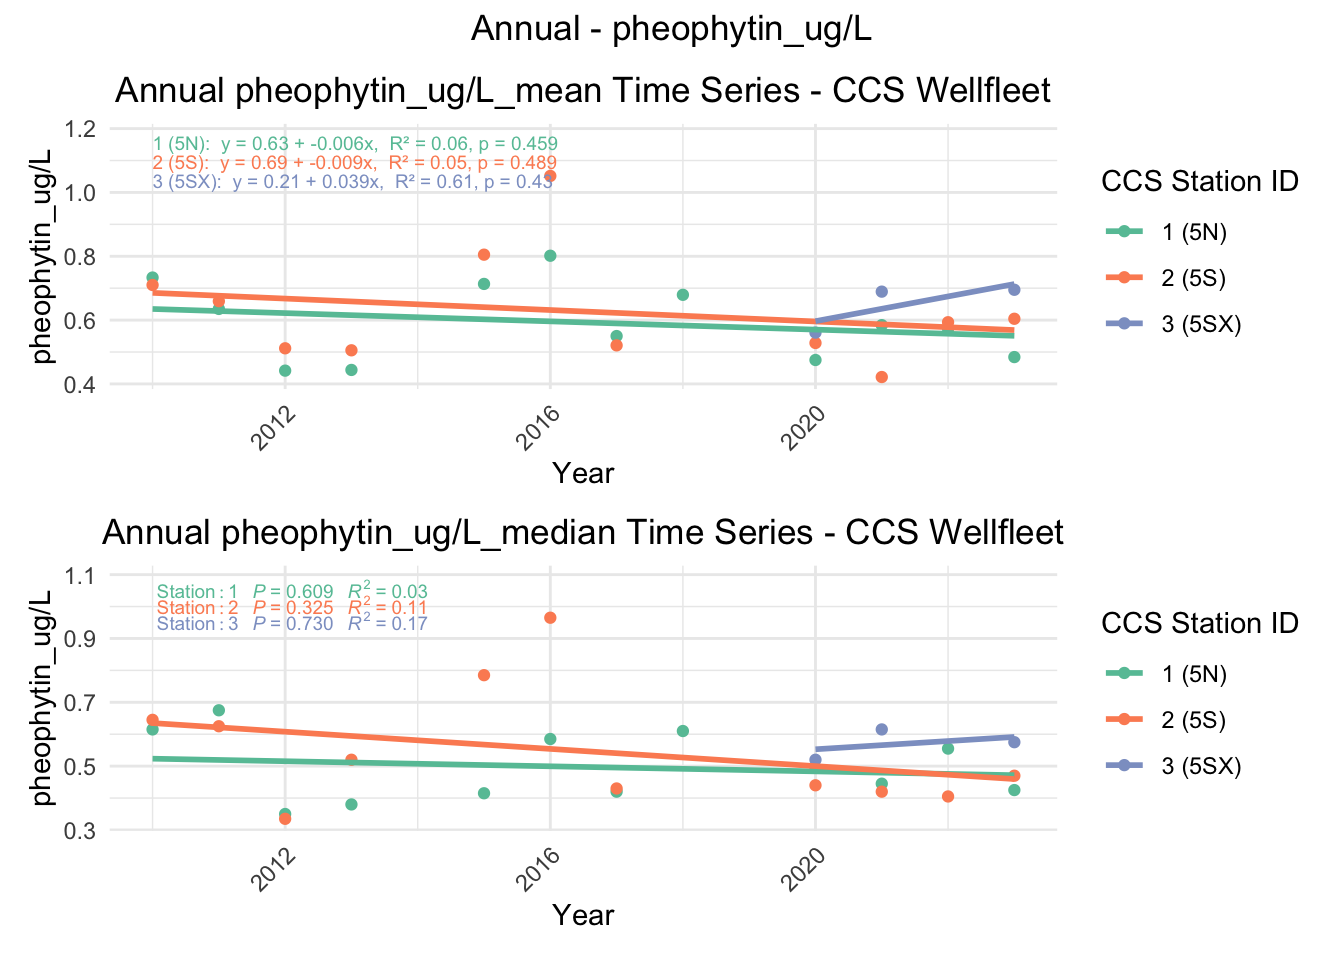 Annual - pheophytin_ug/L
Annual pheophytin_ug/L_mean Time Series - CCS Wellfleet
pheophytin_ug/L
1.2
1.0
0.8
0.6
0.4
1 (5N):  y = 0.63 + -0.006x,  R² = 0.06, p = 0.459
2 (5S):  y = 0.69 + -0.009x,  R² = 0.05, p = 0.489
3 (5SX):  y = 0.21 + 0.039x,  R² = 0.61, p = 0.43
2012
2016
2020
Year
CCS Station ID
1 (5N)
2 (5S)
3 (5SX)
Annual pheophytin_ug/L_median Time Series - CCS Wellfleet
pheophytin_ug/L
1.1
0.9
0.7
0.5
0.3
Station : 1  P = 0.609  R² = 0.03
Station : 2  P = 0.325  R² = 0.11
Station : 3  P = 0.730  R² = 0.17
2012
2016
2020
Year
CCS Station ID
1 (5N)
2 (5S)
3 (5SX)